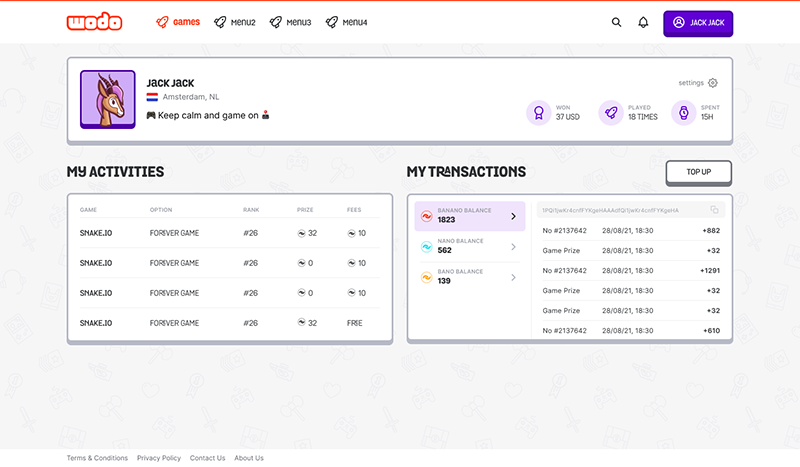 wodo Games Menu2 Menu3 Menu4 JACK JACK
Jack Jack
settings
Amsterdam, NL
Keep calm and game on
WON PLAYED SPENT
37 USD 18 TIMES 15H
MY ACTIVITIES
GAME OPTION RANK PRIZE FEES
SNAKE.IO FORIVER GAME #26 32 10
SNAKE.IO FORIVER GAME #26 0 10
SNAKE.IO FORIVER GAME #26 0 10
SNAKE.IO FORIVER GAME #26 32 FRIE
MY TRANSACTIONS
TOP UP
BANANO BALANCE
1823
NANO BALANCE
562
BANO BALANCE
139
No #2137642 28/08/21, 18:30 +882
Game Prize 28/08/21, 18:30 +32
No #2137642 28/08/21, 18:30 +1291
Game Prize 28/08/21, 18:30 +32
Game Prize 28/08/21, 18:30 +32
No #2137642 28/08/21, 18:30 +610
Terms & Conditions Privacy Policy Contact Us About Us